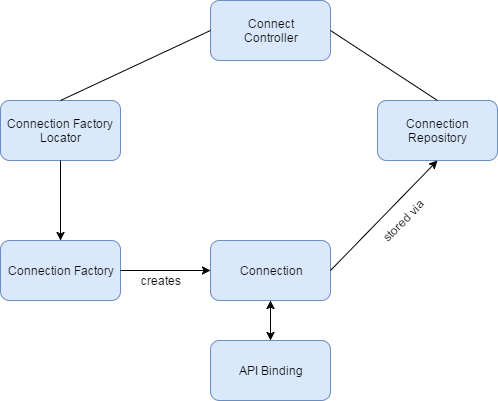 Connect
Controller
Connection Factory
Locator
Connection
Repository
stored via
Connection Factory
creates
Connection
API Binding